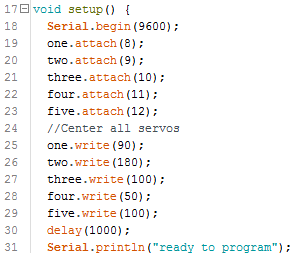 17 void setup() {
18 Serial.begin(9600);
19 one.attach(8);
20 two.attach(9);
21 three.attach(10);
22 four.attach(11);
23 five.attach(12);
24 //Center all servos
25 one.write(90);
26 two.write(180);
27 three.write(100);
28 four.write(50);
29 five.write(100);
30 delay(1000);
31 Serial.println("ready to program");